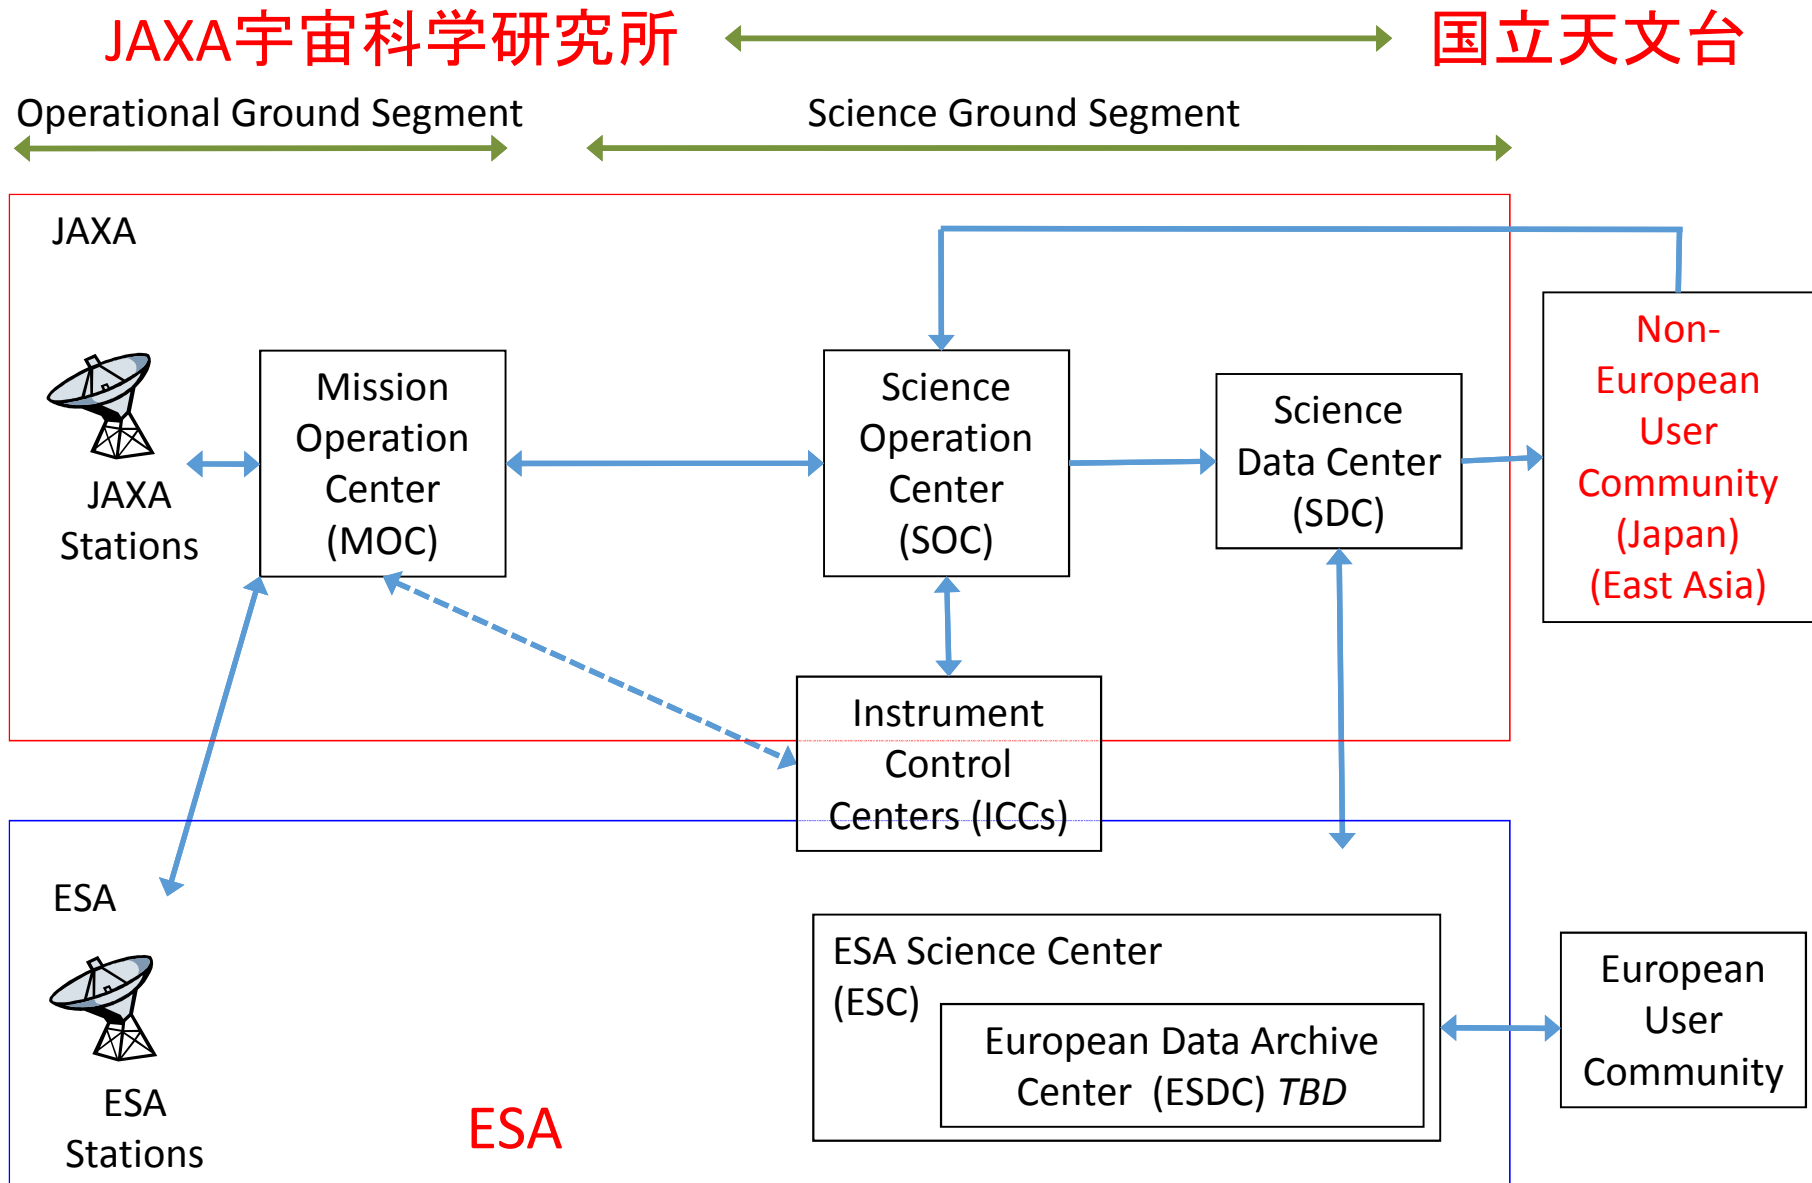 JAXA宇宙科学研究所
国立天文台
Operational Ground Segment
Science Ground Segment
JAXA
JAXA
Stations
Mission
Operation
Center
(MOC)
Science
Operation
Center
(SOC)
Science
Data Center
(SDC)
Non-
European
User
Community
(Japan)
(East Asia)
Instrument
Control
Centers (ICCs)
ESA
ESA
Stations
ESA
ESA Science Center
(ESC)
European Data Archive
Center (ESDC) TBD
European
User
Community